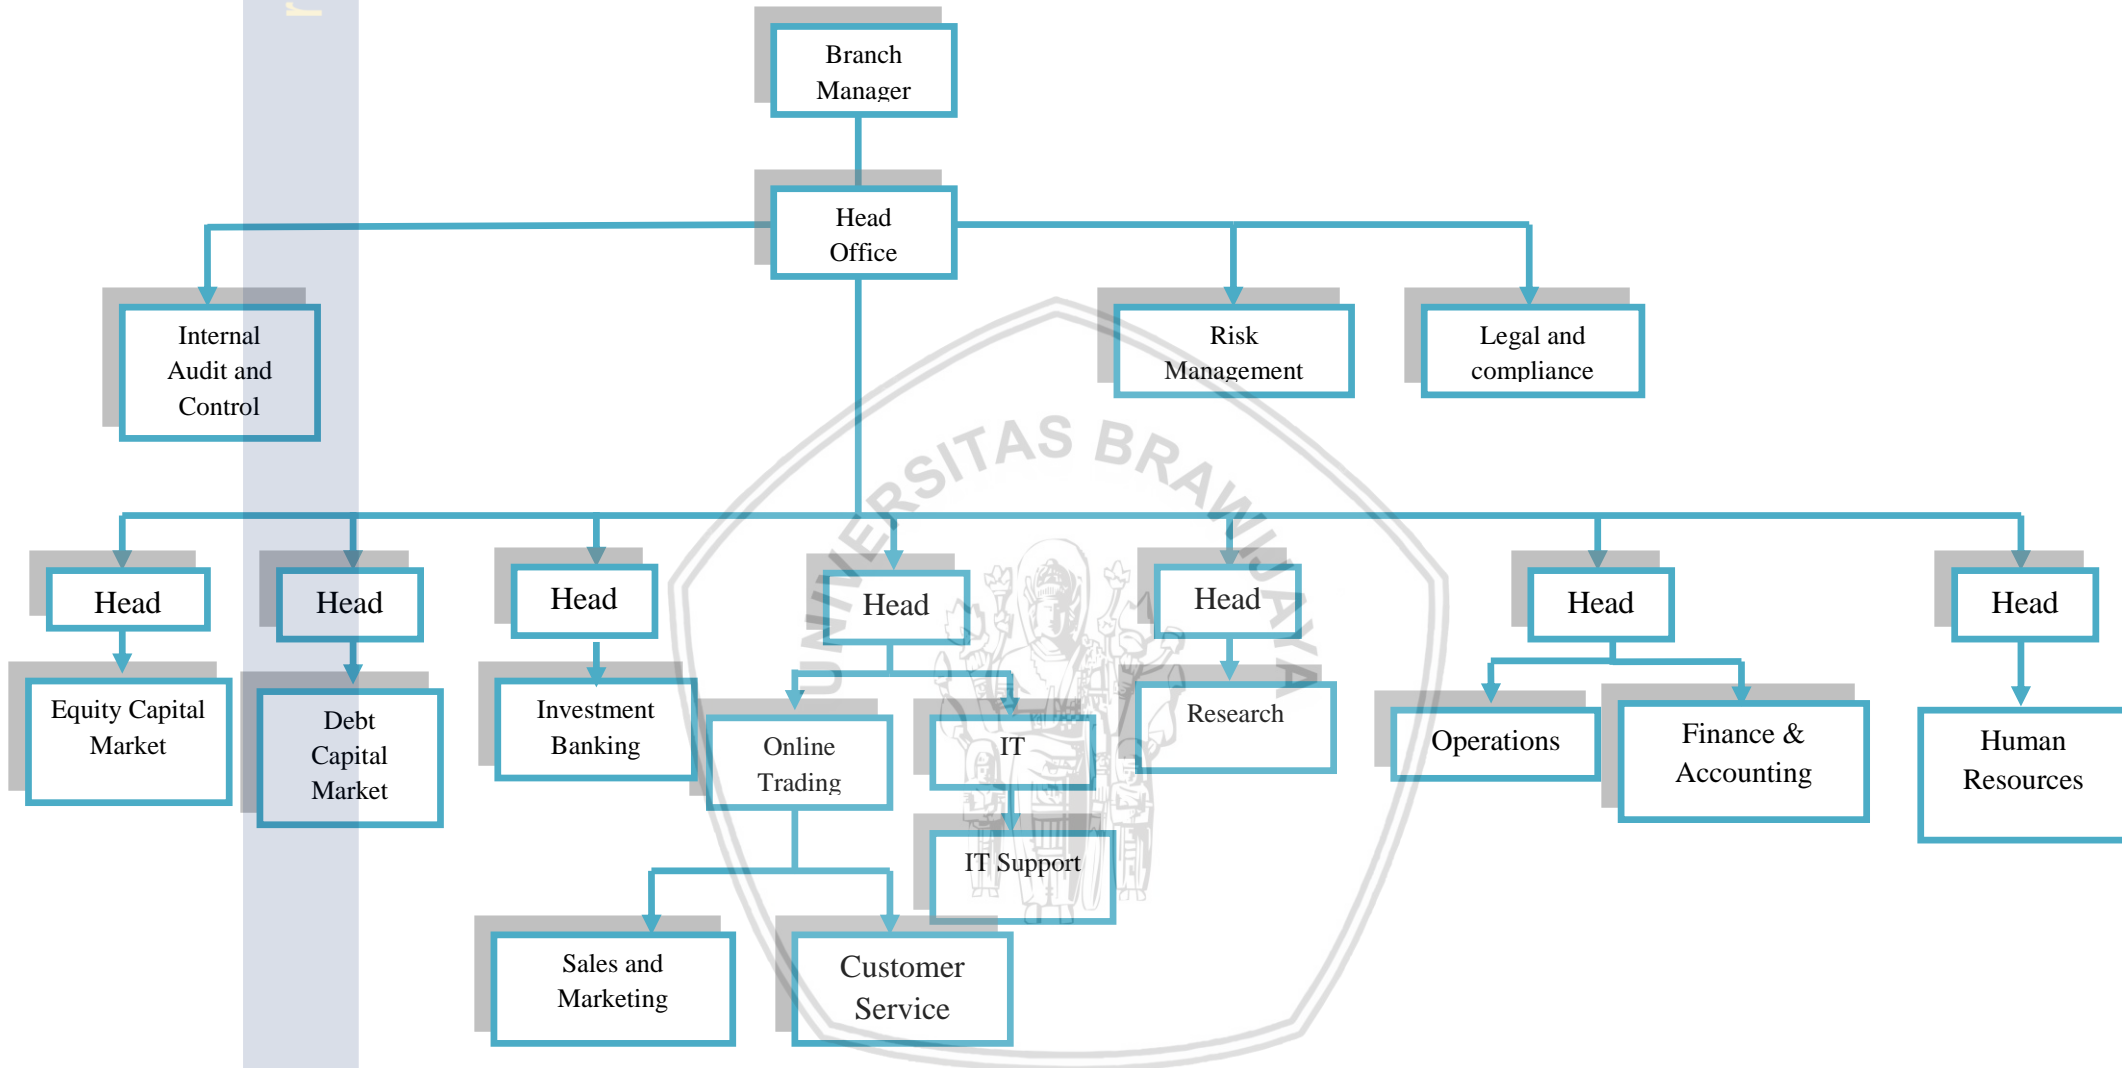 r
Branch
Manager
Head
Office
Internal
Audit and
Control
Risk
Management
Legal and
compliance
UNIVERSITAS BRAWIJAYA
Head
Head
Head
Head
Head
Head
Head
Equity Capital
Market
Debt
Capital
Market
Investment
Banking
Online
Trading
IT
Research
Operations
Finance &
Accounting
Human
Resources
IT Support
Sales and
Marketing
Customer
Service